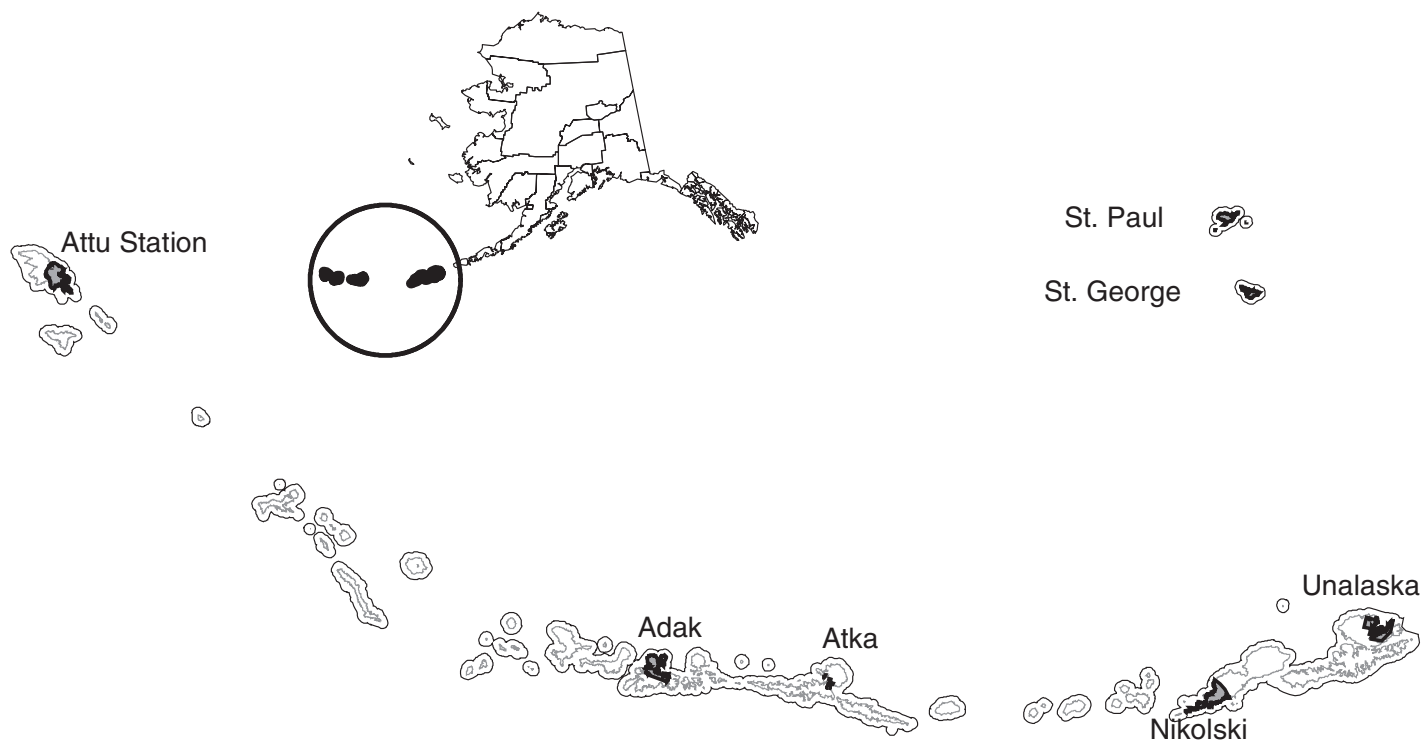 St. Paul
Attu Station
St. George
Unalaska
Adak
Atka
Nikolski